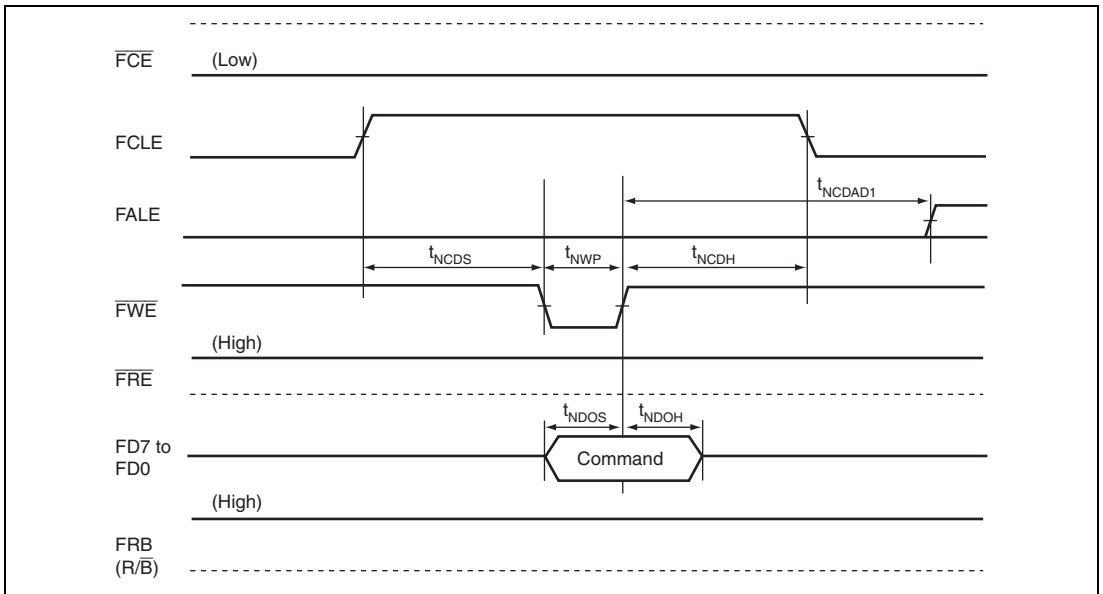 FCE (Low)
FCLE
tNCDAD1
FALE
tNCDS tNWP tNCDH
FWE
(High)
FRE
tNDOS tNDOH
FD7 to
FD0
Command
(High)
FRB
(R/B)